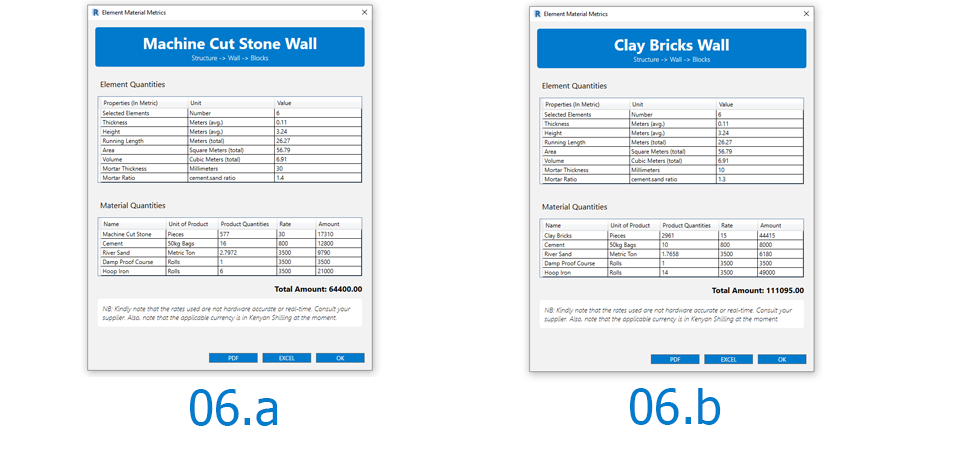 Element Material Metrics
Machine Cut Stone Wall
Structure -> Wall -> Blocks
Element Quantities
Properties (In Metric) Unit Value
Selected Elements Number 6
Thickness Meters (avg.) 0.11
Height Meters (avg.) 3.24
Running Length Meters (total) 26.27
Area Square Meters (total) 56.79
Volume Cubic Meters (total) 6.91
Mortar Thickness Millimeters 30
Mortar Ratio cement:sand ratio 1:4
Material Quantities
Name Unit of Product Product Quantities Rate Amount
Machine Cut Stone Pieces 577 30 17310
Cement 50kg Bags 16 800 12800
River Sand Metric Ton 2.7972 3500 9790
Damp Proof Course Rolls 1 3500 3500
Hoop Iron Rolls 6 3500 21000
Total Amount: 64400.00
NB: Kindly note that the rates used are not hardware accurate or real-time. Consult your
supplier. Also, note that the applicable currency is in Kenyan Shilling at the moment.
PDF EXCEL OK
06.a
Element Material Metrics
Clay Bricks Wall
Structure -> Wall -> Blocks
Element Quantities
Properties (In Metric) Unit Value
Selected Elements Number 6
Thickness Meters (avg.) 0.11
Height Meters (avg.) 3.24
Running Length Meters (total) 26.27
Area Square Meters (total) 56.79
Volume Cubic Meters (total) 6.91
Mortar Thickness Millimeters 10
Mortar Ratio cement:sand ratio 1:3
Material Quantities
Name Unit of Product Product Quantities Rate Amount
Clay Bricks Pieces 2961 15 44415
Cement 50kg Bags 10 800 8000
River Sand Metric Ton 1.7658 3500 6180
Damp Proof Course Rolls 1 3500 3500
Hoop Iron Rolls 14 3500 49000
Total Amount: 111095.00
NB: Kindly note that the rates used are not hardware accurate or real-time. Consult your
supplier. Also, note that the applicable currency is in Kenyan Shilling at the moment.
PDF EXCEL OK
06.b